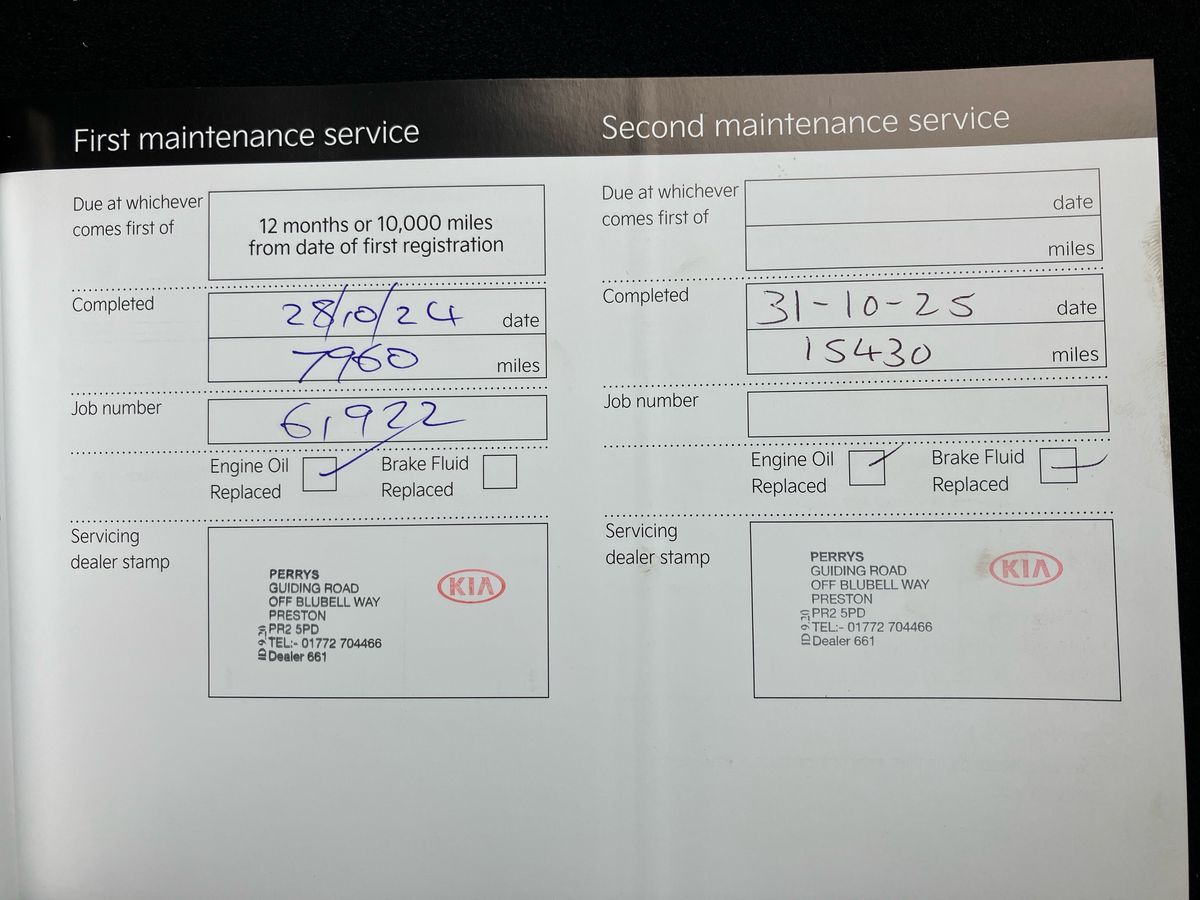 First maintenance service
Due at whichever
comes first of
12 months or 10,000 miles
from date of first registration
Completed
28/10/24 date
7960 miles
Job number
61922
Engine Oil
Replaced
Brake Fluid
Replaced
Servicing
dealer stamp
PERRYS
GUIDING ROAD
OFF BLUBELL WAY
PRESTON
PR2 5PD
TEL:- 01772 704466
Dealer 661
KIA
Second maintenance service
Due at whichever
comes first of
date
miles
Completed
31-10-25 date
15430 miles
Job number
Engine Oil
Replaced
Brake Fluid
Replaced
Servicing
dealer stamp
PERRYS
GUIDING ROAD
OFF BLUBELL WAY
PRESTON
PR2 5PD
TEL:- 01772 704466
Dealer 661
KIA